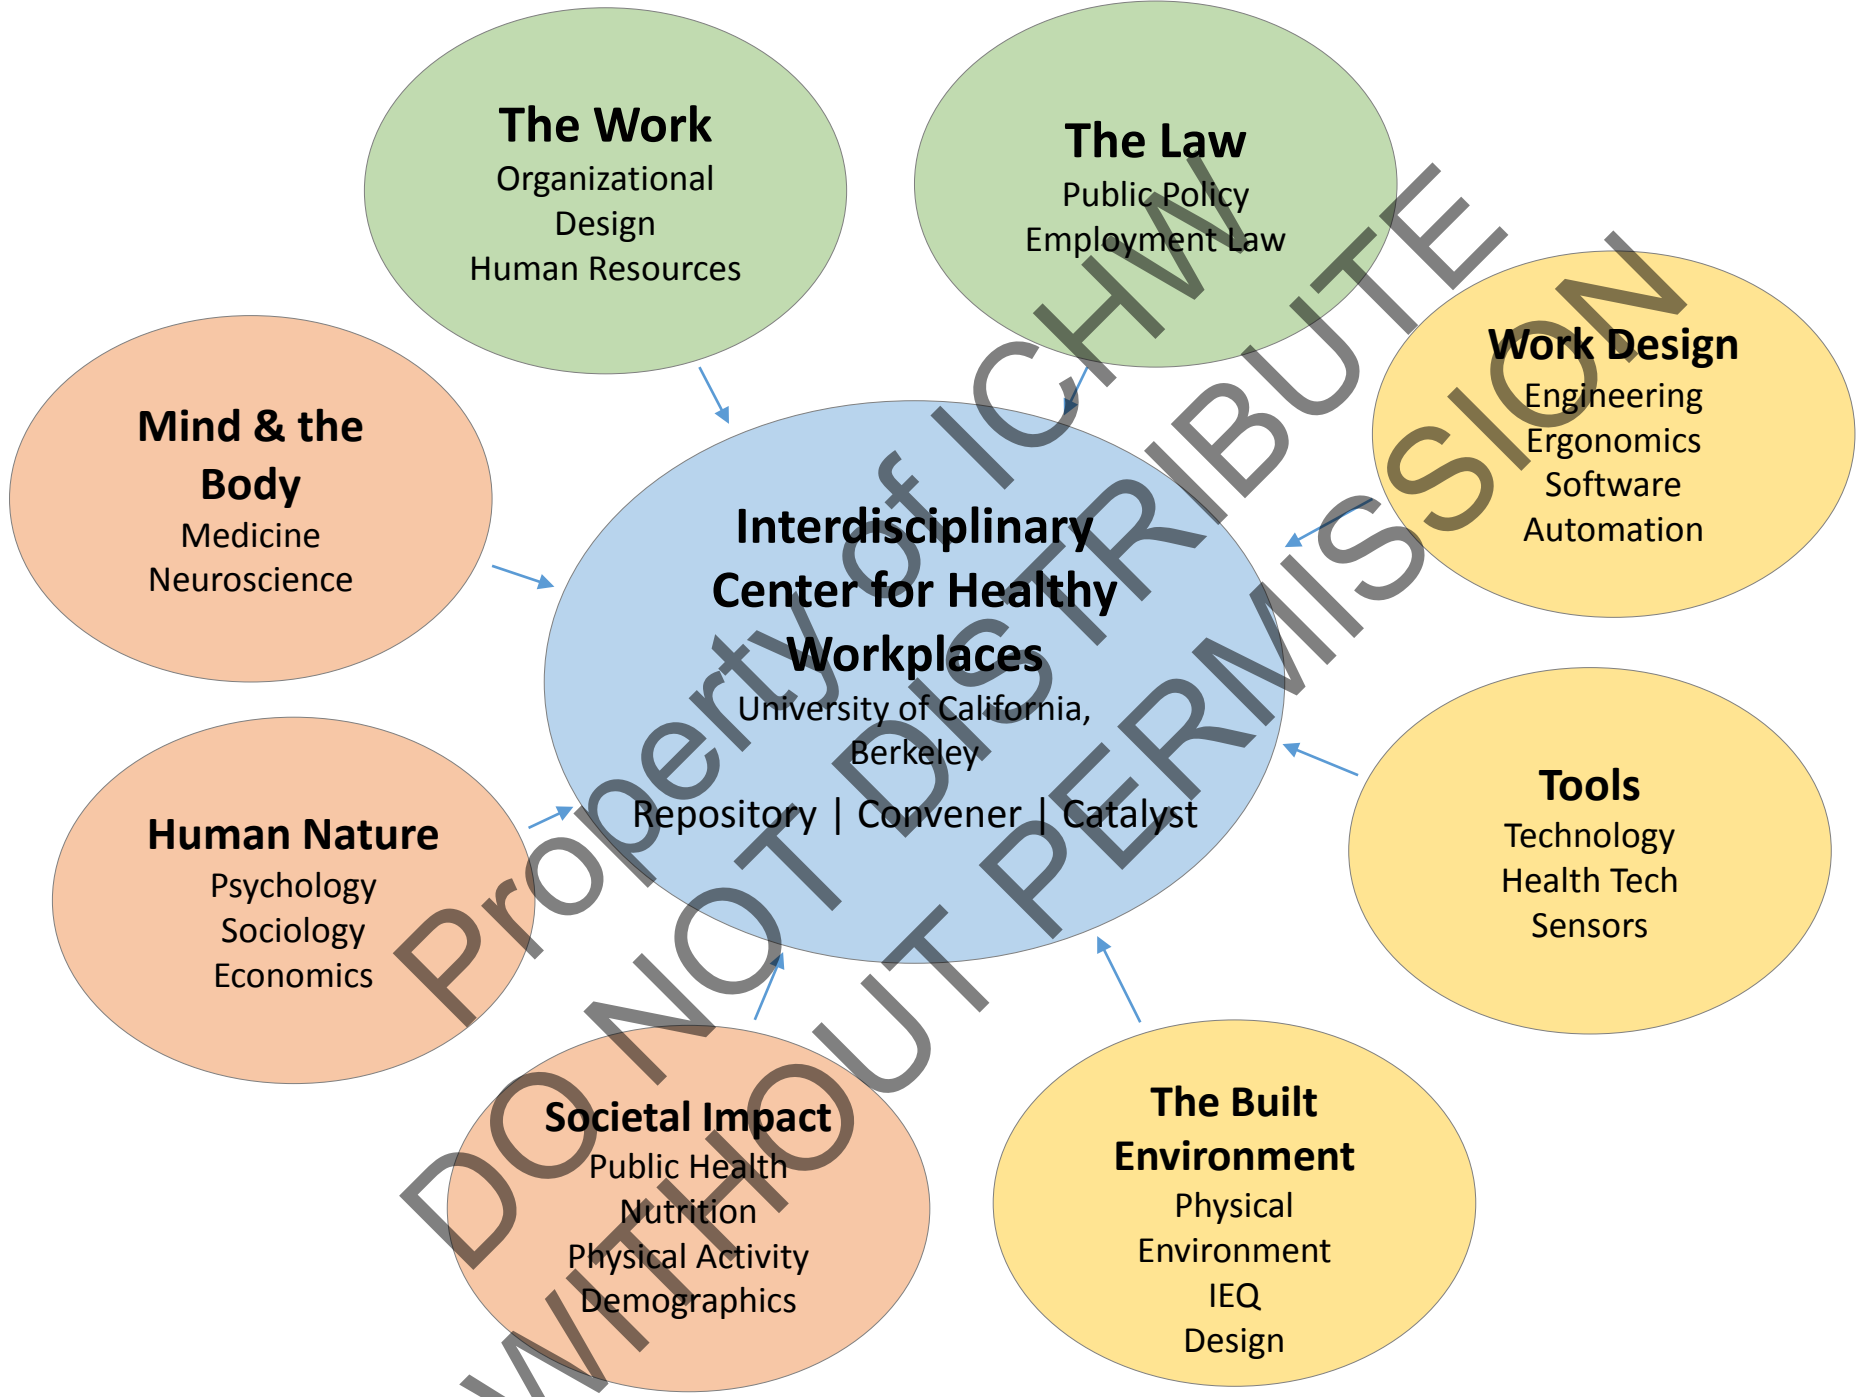 The Work
Organizational
Design
Human Resources
The Law
Public Policy
Employment Law
Work Design
Engineering
Ergonomics
Software
Automation
Mind & the
Body
Medicine
Neuroscience
Interdisciplinary
Center for Healthy
Workplaces
University of California,
Berkeley
Repository | Convener | Catalyst
Tools
Technology
Health Tech
Sensors
Human Nature
Psychology
Sociology
Economics
Societal Impact
Public Health
Nutrition
Physical Activity
Demographics
The Built
Environment
Physical
Environment
IEQ
Design
Property of ICHW
DO NOT DISTRIBUTE
WITHOUT PERMISSION